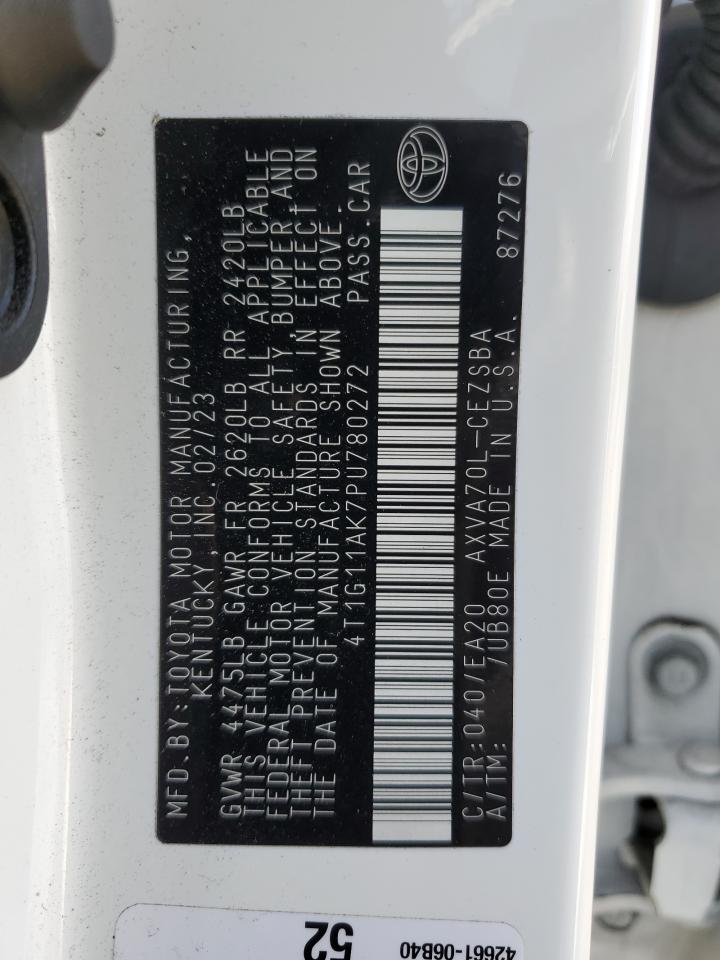 MFD.BY:TOYOTA MOTOR MANUFACTURING,
KENTUCKY,INC. 02/23
GVWR 4475LB GAWR FR 2620LB RR 2420LB
THIS VEHICLE CONFORMS TO ALL APPLICABLE
FEDERAL MOTOR VEHICLE SAFETY, BUMPER, AND
THEFT PREVENTION STANDARDS IN EFFECT ON
THE DATE OF MANUFACTURE SHOWN ABOVE.
4T1G11AK7PU780272 PASS.CAR
C/TR:040/EA20 AXVA70L-CEZSBA
A/TM: /UB80E MADE IN U.S.A. 87276
52
42661-06B40